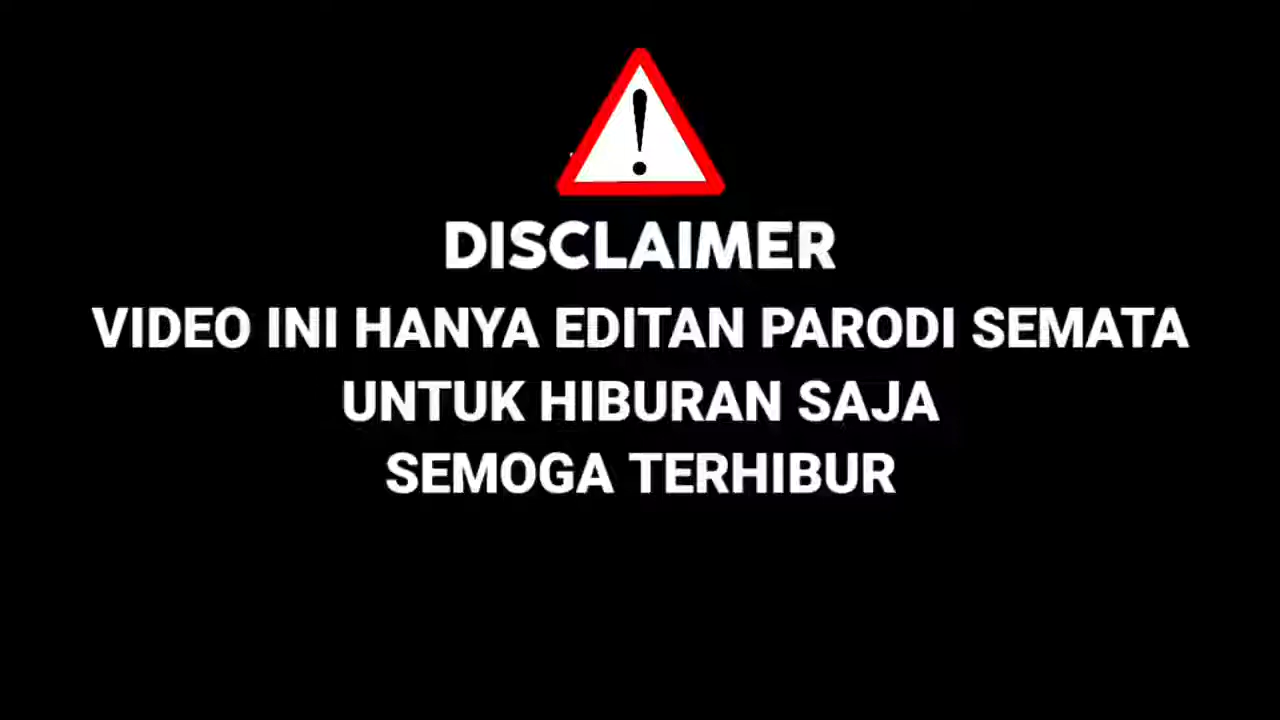 DISCLAIMER
VIDEO INI HANYA EDITAN PARODI SEMATA
UNTUK HIBURAN SAJA
SEMOGA TERHIBUR